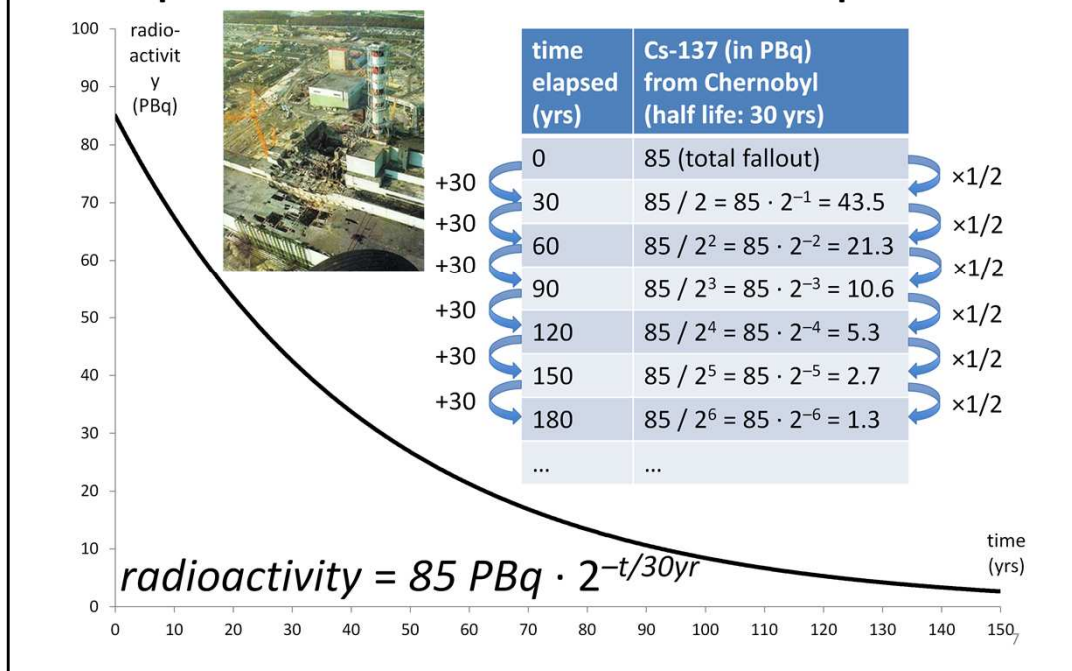 100
radio-
activit
y
(PBq)
90
80
70
60
50
40
30
20
10
0
0 10 20 30 40 50 60 70 80 90 100 110 120 130 140 150
time
(yrs)
time
elapsed
(yrs)
Cs-137 (in PBq)
from Chernobyl
(half life: 30 yrs)
0 85 (total fallout)
30 85 / 2 = 85 · 2⁻¹ = 43.5
60 85 / 2² = 85 · 2⁻² = 21.3
90 85 / 2³ = 85 · 2⁻³ = 10.6
120 85 / 2⁴ = 85 · 2⁻⁴ = 5.3
150 85 / 2⁵ = 85 · 2⁻⁵ = 2.7
180 85 / 2⁶ = 85 · 2⁻⁶ = 1.3
... ...
+30
+30
+30
+30
+30
+30
×1/2
×1/2
×1/2
×1/2
×1/2
×1/2
radioactivity = 85 PBq · 2^–t/30yr
7